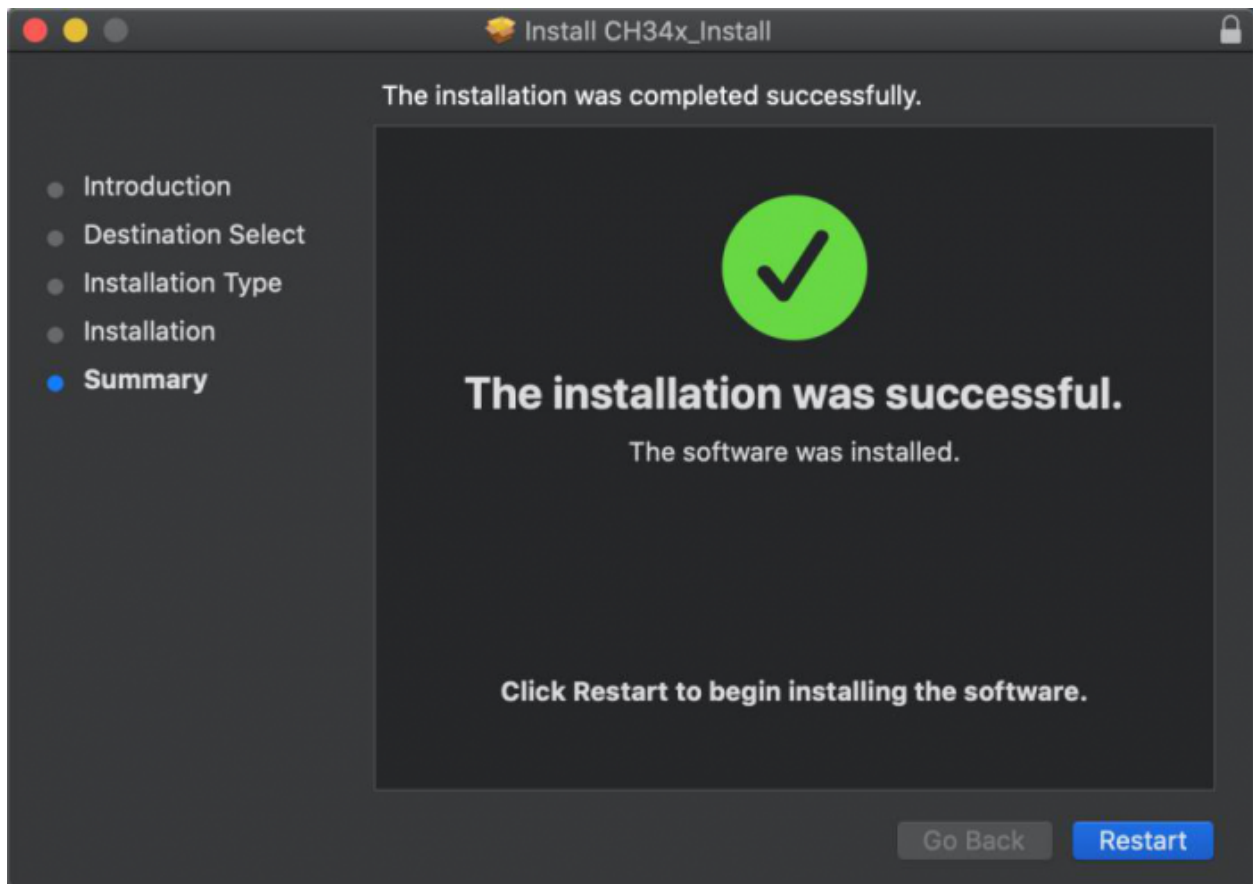 Install CH34x_Install
The installation was completed successfully.
Introduction
Destination Select
Installation Type
Installation
Summary
The installation was successful.
The software was installed.
Click Restart to begin installing the software.
Go Back
Restart